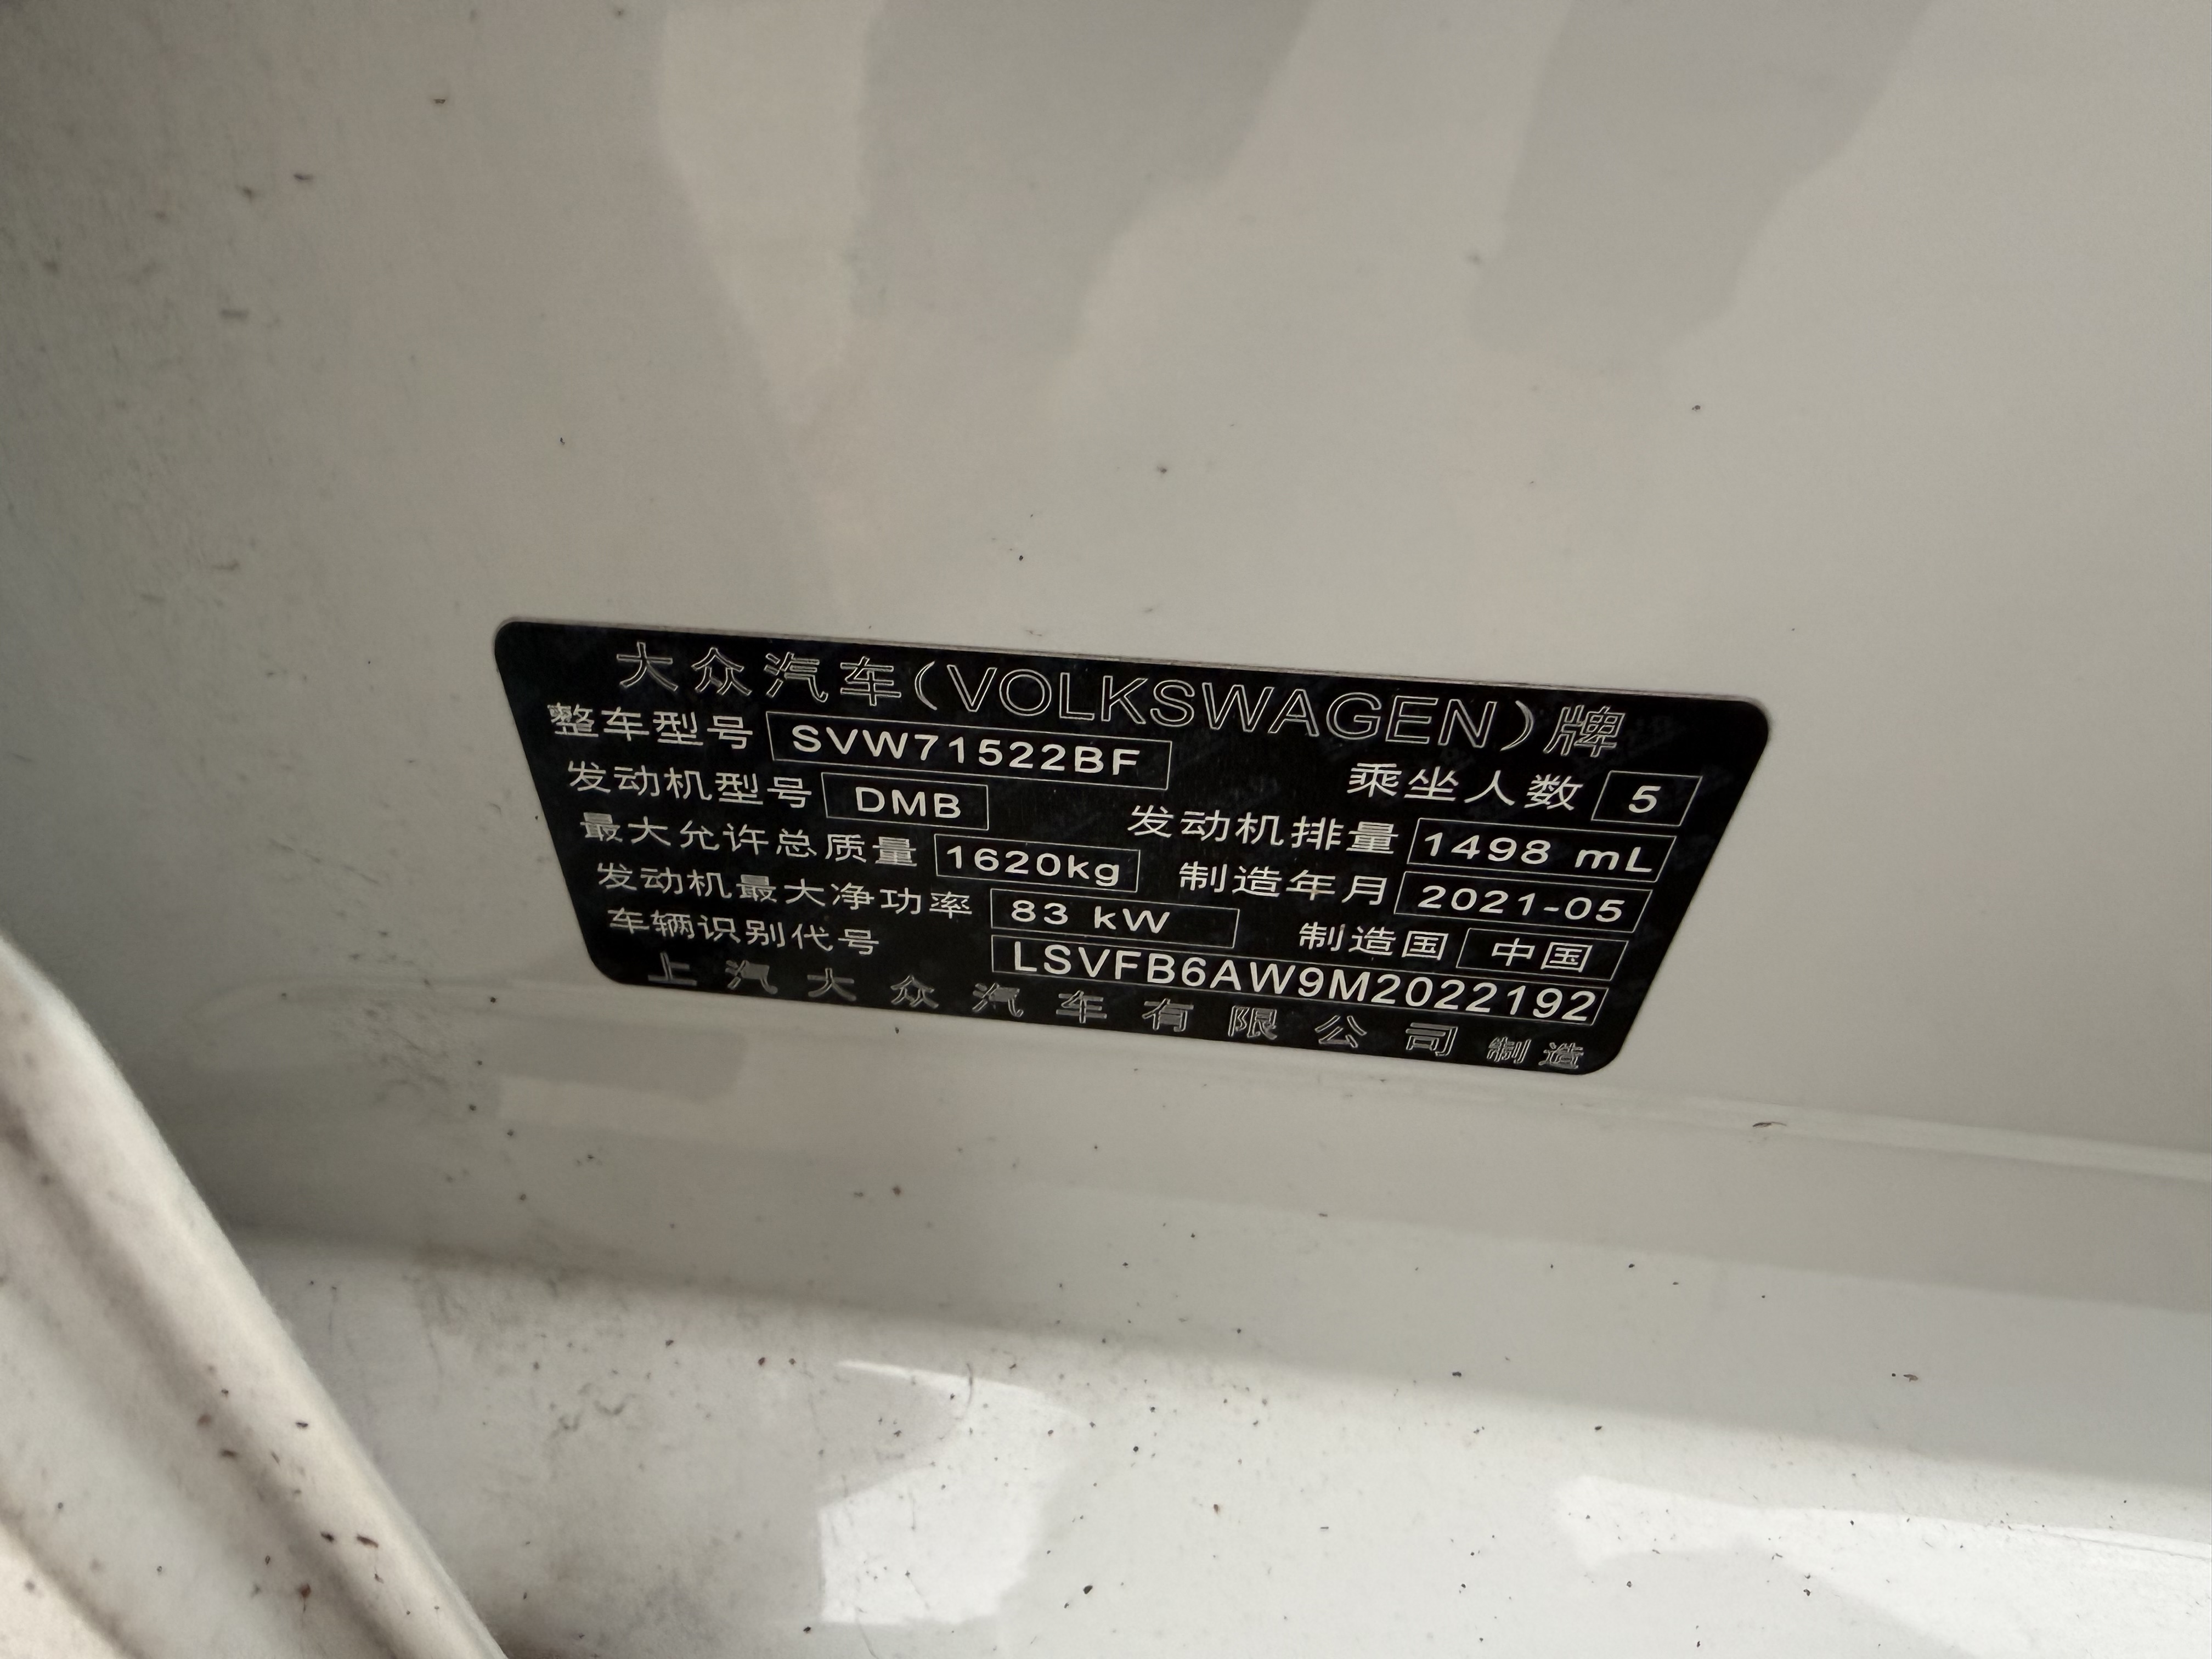 大众汽车(VOLKSWAGEN)牌
整车型号 SVW71522BF 乘坐人数 5
发动机型号 DMB 发动机排量 1498 mL
最大允许总质量 1620kg 制造年月 2021-05
发动机最大净功率 83 kW 制造国 中国
车辆识别代号 LSVFB6AW9M2022192
上汽大众汽车有限公司 制造